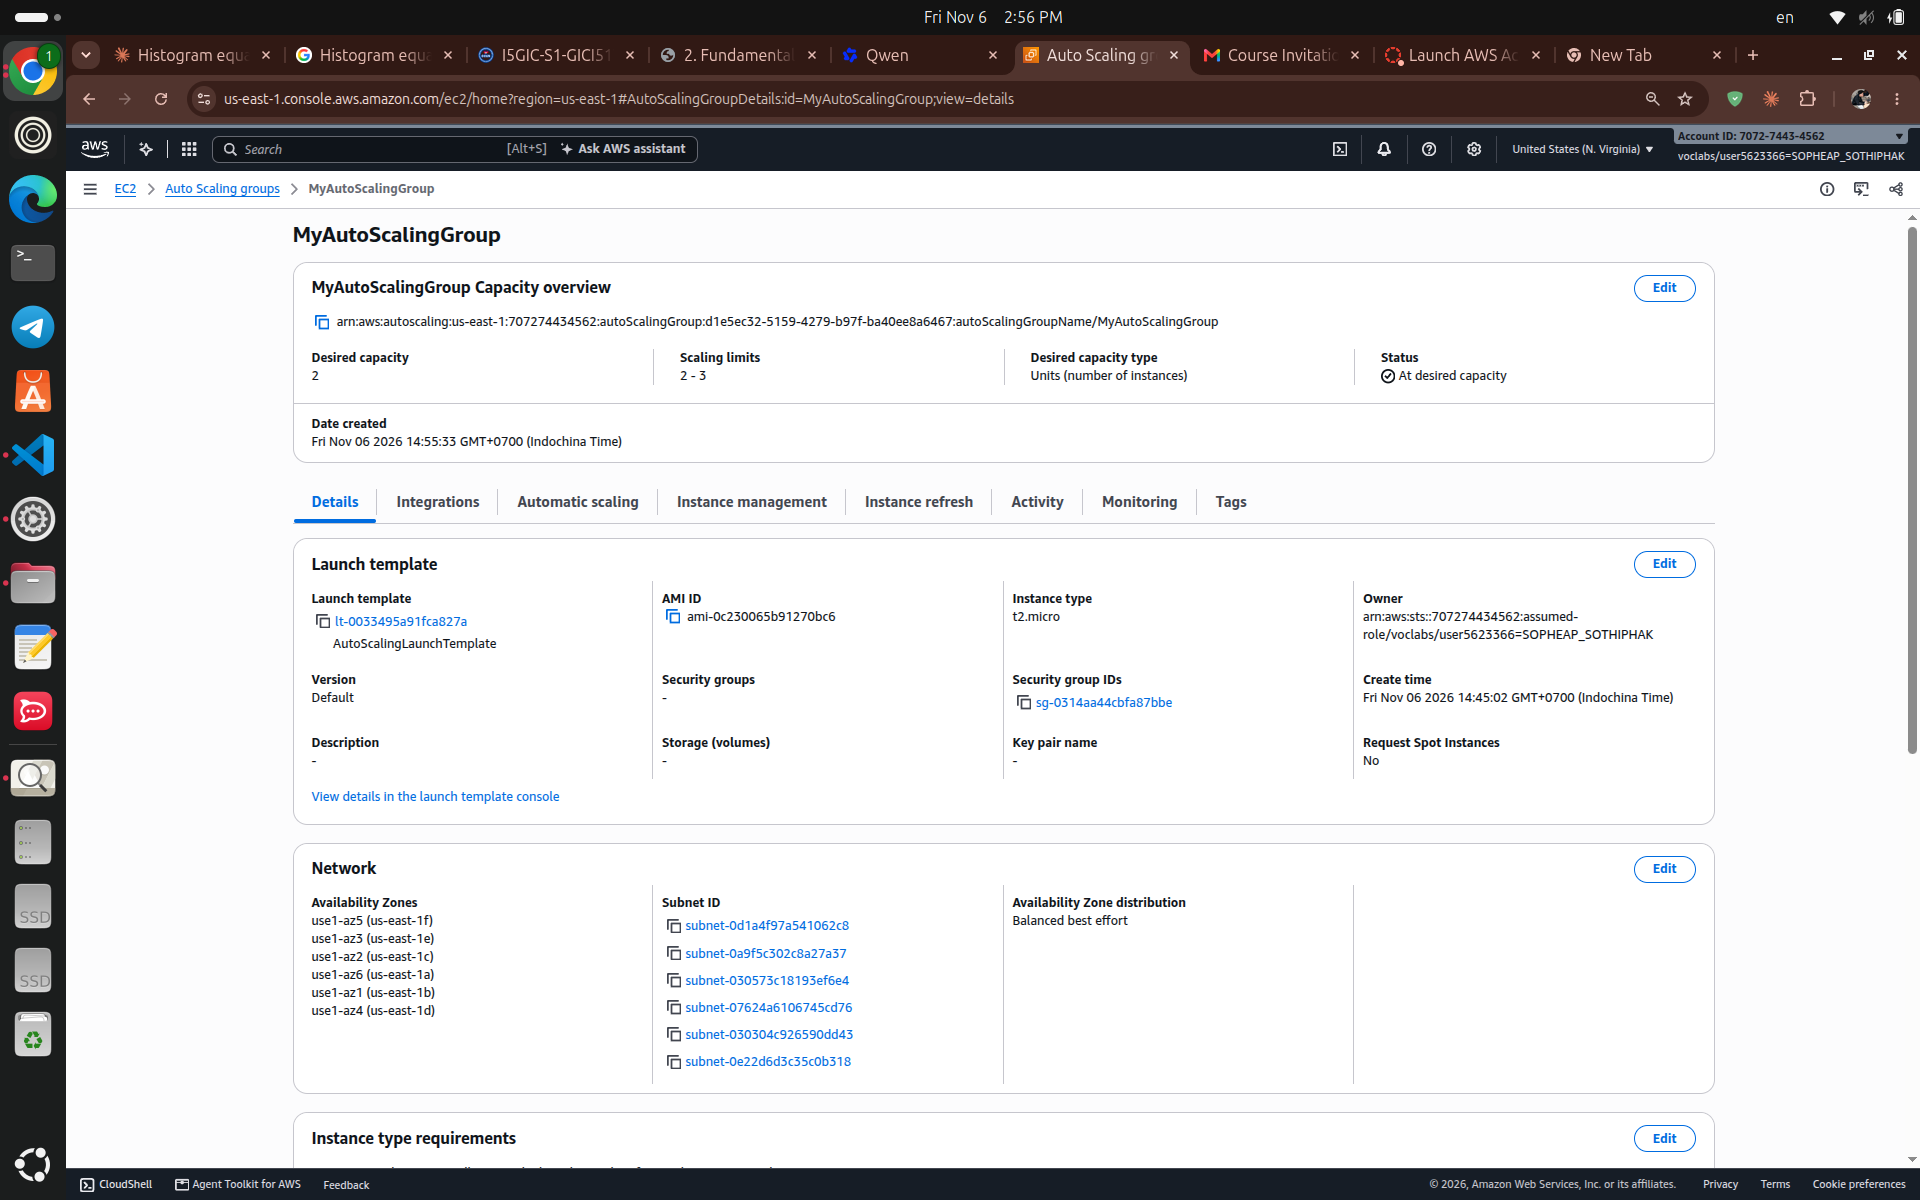 Fri Nov 6 2:56 PM
en
1
Histogram equa
Histogram equa
I5GIC-S1-GICI51
2. Fundamental
Qwen
Auto Scaling gr
Course Invitatio
Launch AWS Ac
New Tab
us-east-1.console.aws.amazon.com/ec2/home?region=us-east-1#AutoScalingGroupDetails:id=MyAutoScalingGroup;view=details
aws
Search
[Alt+S]
Ask AWS assistant
United States (N. Virginia)
Account ID: 7072-7443-4562
voclabs/user5623366=SOPHEAP_SOTHIPHAK
EC2
Auto Scaling groups
MyAutoScalingGroup
MyAutoScalingGroup
MyAutoScalingGroup Capacity overview
Edit
arn:aws:autoscaling:us-east-1:707274434562:autoScalingGroup:d1e5ec32-5159-4279-b97f-ba40ee8a6467:autoScalingGroupName/MyAutoScalingGroup
Desired capacity
2
Scaling limits
2 - 3
Desired capacity type
Units (number of instances)
Status
At desired capacity
Date created
Fri Nov 06 2026 14:55:33 GMT+0700 (Indochina Time)
Details
Integrations
Automatic scaling
Instance management
Instance refresh
Activity
Monitoring
Tags
Launch template
Edit
Launch template
lt-0033495a91fca827a
AutoScalingLaunchTemplate
AMI ID
ami-0c230065b91270bc6
Instance type
t2.micro
Owner
arn:aws:sts::707274434562:assumed-
role/voclabs/user5623366=SOPHEAP_SOTHIPHAK
Version
Default
Security groups
-
Security group IDs
sg-0314aa44cbfa87bbe
Create time
Fri Nov 06 2026 14:45:02 GMT+0700 (Indochina Time)
Description
-
Storage (volumes)
-
Key pair name
-
Request Spot Instances
No
View details in the launch template console
Network
Edit
Availability Zones
use1-az5 (us-east-1f)
use1-az3 (us-east-1e)
use1-az2 (us-east-1c)
use1-az6 (us-east-1a)
use1-az1 (us-east-1b)
use1-az4 (us-east-1d)
Subnet ID
subnet-0d1a4f97a541062c8
subnet-0a9f5c302c8a27a37
subnet-030573c18193ef6e4
subnet-07624a6106745cd76
subnet-030304c926590dd43
subnet-0e22d6d3c35c0b318
Availability Zone distribution
Balanced best effort
Instance type requirements
Edit
SSD
SSD
CloudShell
Agent Toolkit for AWS
Feedback
© 2026, Amazon Web Services, Inc. or its affiliates.
Privacy
Terms
Cookie preferences